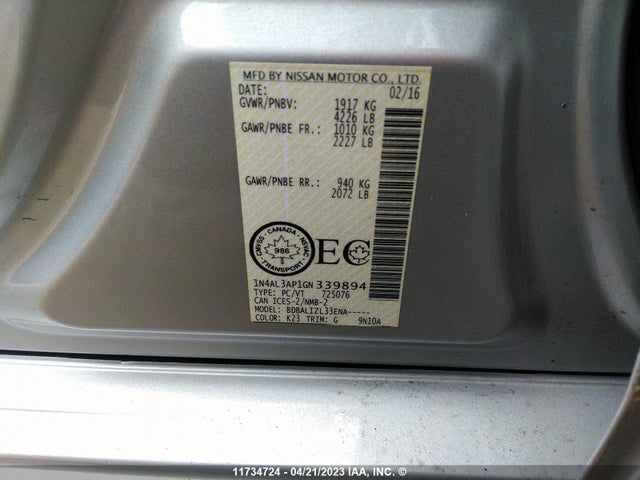 MFD BY NISSAN MOTOR CO., LTD.
DATE: 02/16
GVWR/PNBV: 1917 KG
4226 LB
GAWR/PNBE FR.: 1010 KG
2227 LB
GAWR/PNBE RR.: 940 KG
2072 LB
CANADA
CMVSS NSVAC
986
EC
1N4AL3AP1GN339894
TYPE: PC/VT 725076
CAN ICES-2/NMB-2
MODEL: BDBALIZL33ENA-----
COLOR: K23 TRIM: G 9N10A
11734724 - 04/21/2023 IAA, INC. ©